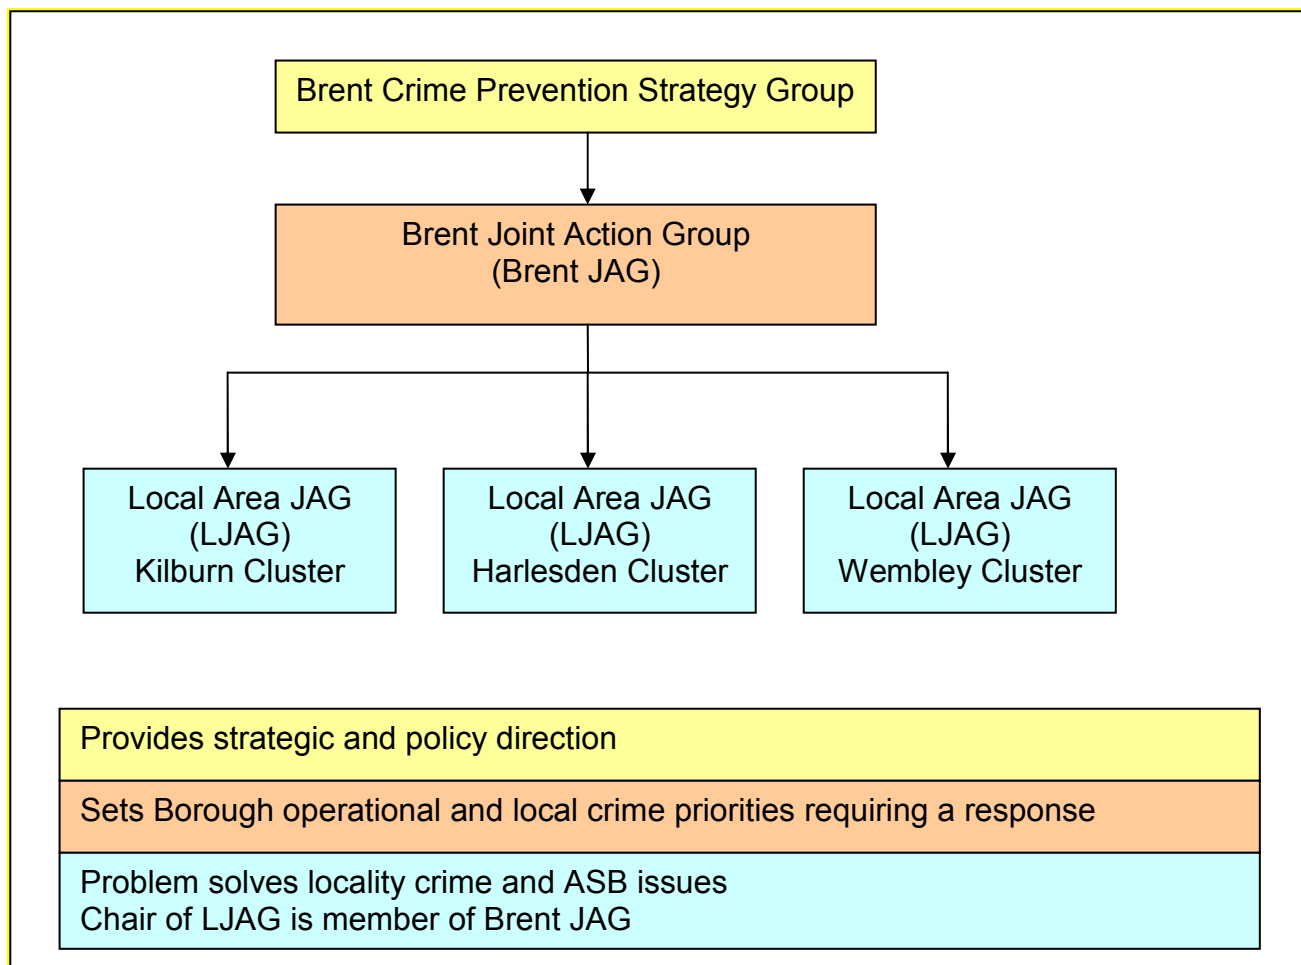 Brent Crime Prevention Strategy Group
Brent Joint Action Group
(Brent JAG)
Local Area JAG
(LJAG)
Kilburn Cluster
Local Area JAG
(LJAG)
Harlesden Cluster
Local Area JAG
(LJAG)
Wembley Cluster
Provides strategic and policy direction
Sets Borough operational and local crime priorities requiring a response
Problem solves locality crime and ASB issues
Chair of LJAG is member of Brent JAG